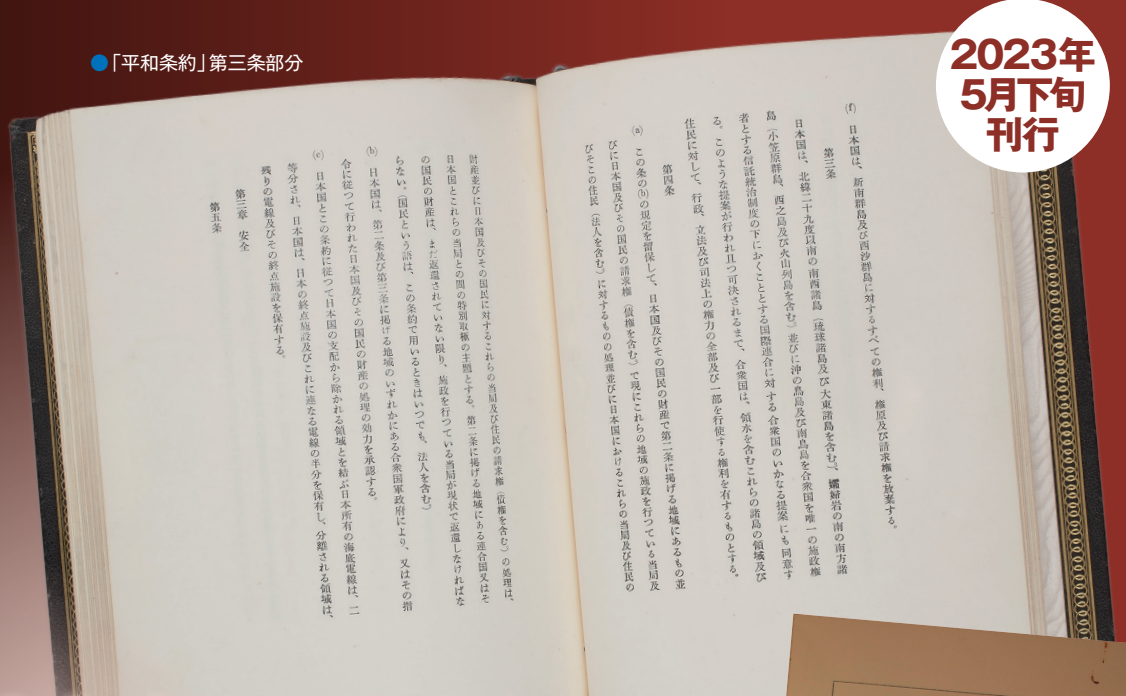 ●「平和条約」第三条部分
2023年
5月下旬
刊行
(f) 日本国は、新南群島及び西沙群島に対するすべての権利、権原及び請求権を放棄する。
第三条
日本国は、北緯二十九度以南の南西諸島(琉球諸島及び大東諸島を含む。)、孀婦岩の南の南方諸
島(小笠原群島、西之島及び火山列島を含む。)並びに沖の鳥島及び南鳥島を合衆国を唯一の施政権
者とする信託統治制度の下におくこととする国際連合に対する合衆国のいかなる提案にも同意す
る。このような提案が行われ且つ可決されるまで、合衆国は、領水を含むこれらの諸島の領域及び
住民に対して、行政、立法及び司法上の権力の全部及び一部を行使する権利を有するものとする。
第四条
(a) この条の(b)の規定を留保して、日本国及びその国民の財産で第二条に掲げる地域にあるもの並
びに日本国及びその国民の請求権(債権を含む。)で現にこれらの地域の施政を行つている当局及
びそこの住民(法人を含む。)に対するものの処理並びに日本国におけるこれらの当局及び住民の
財産並びに日本国及びその国民に対するこれらの当局及び住民の請求権(債権を含む。)の処理は、
日本国とこれらの当局との間の特別取極の主題とする。第二条に掲げる地域にある連合国又はそ
の国民の財産は、まだ返還されていない限り、施政を行つている当局が現状で返還しなければな
らない。(国民という語は、この条約で用いるときはいつでも、法人を含む。)
(b) 日本国は、第二条及び第三条に掲げる地域のいずれかにある合衆国軍政府により、又はその指
令に従つて行われた日本国及びその国民の財産の処理の効力を承認する。
(c) 日本国とこの条約に従つて日本国の支配から除かれる領域とを結ぶ日本所有の海底電線は、二
等分され、日本国は、日本の終点施設及びこれに連なる電線の半分を保有し、分離される領域は、
残りの電線及びその終点施設を保有する。
第三章 安全
第五条